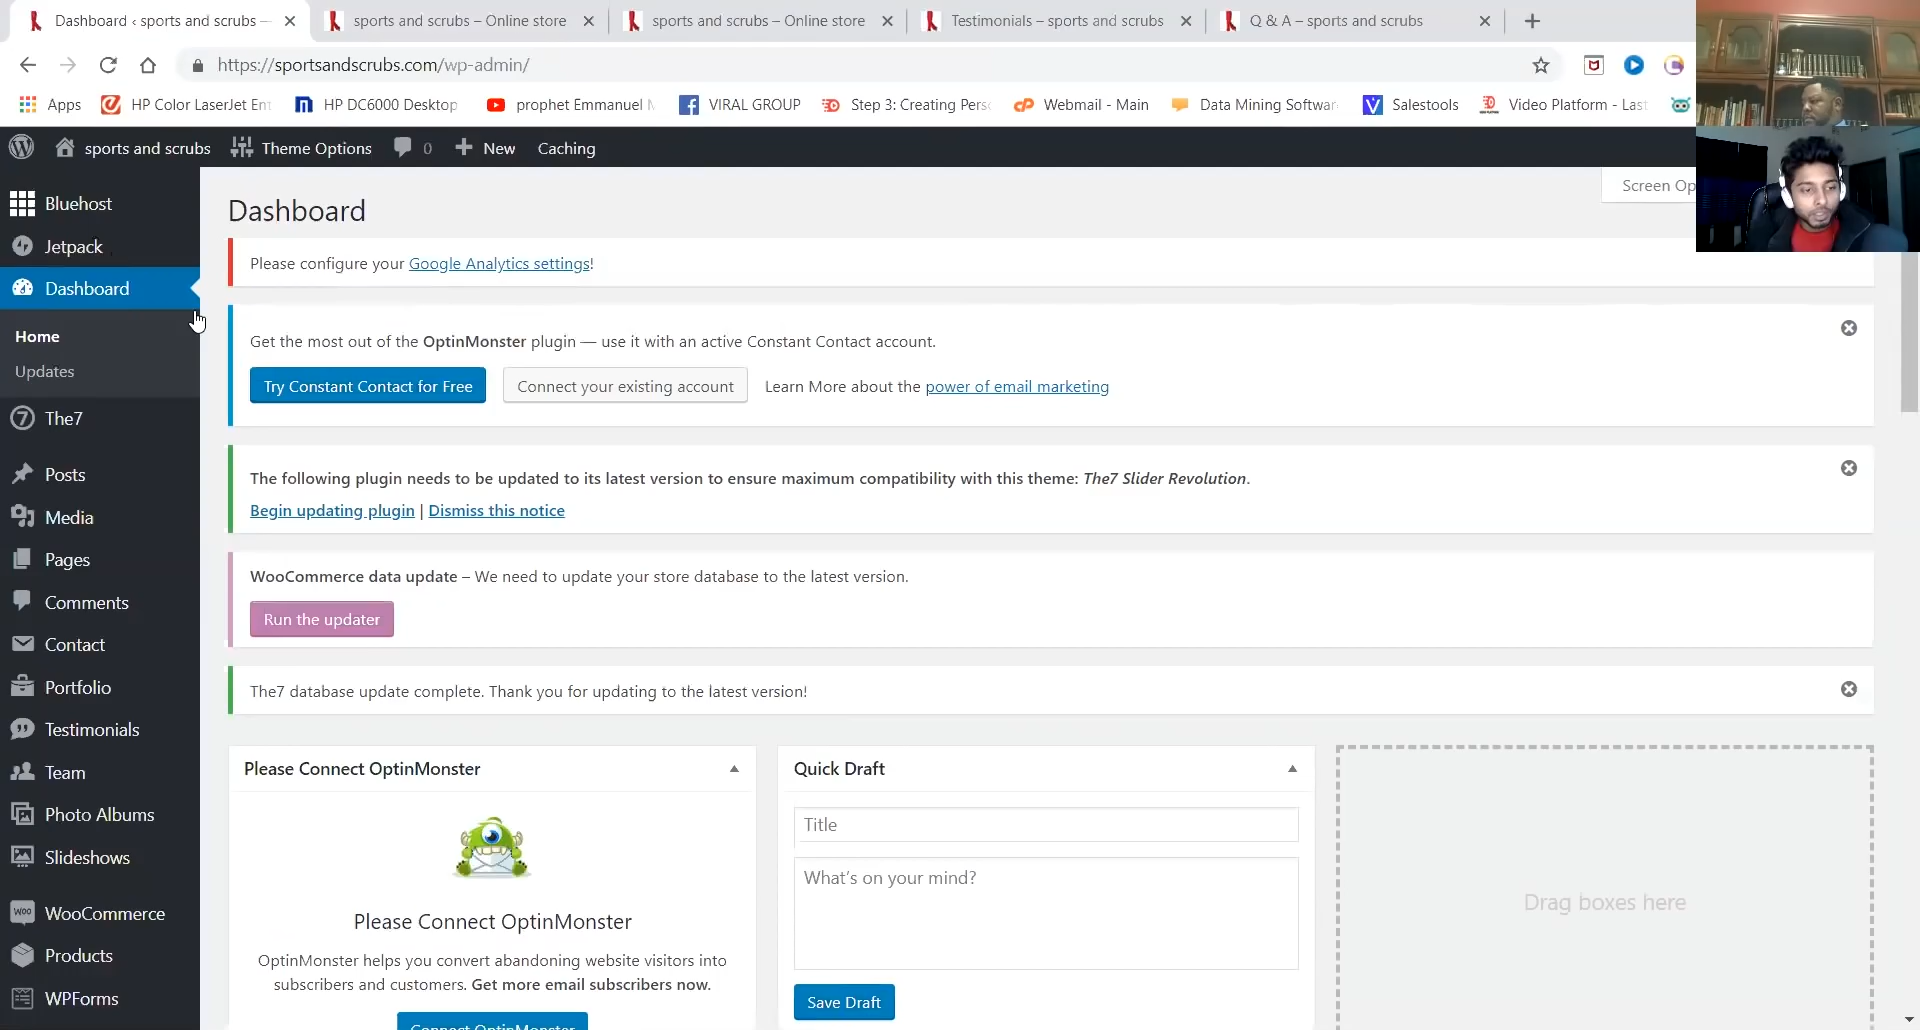 Dashboard ‹ sports and scrubs —
sports and scrubs – Online store
sports and scrubs – Online store
Testimonials – sports and scrubs
Q & A – sports and scrubs
https://sportsandscrubs.com/wp-admin/
Apps
HP Color LaserJet Ent
HP DC6000 Desktop
prophet Emmanuel
VIRAL GROUP
Step 3: Creating Pers
Webmail - Main
Data Mining Softwar
Salestools
Video Platform - Last
sports and scrubs
Theme Options
0
New
Caching
Bluehost
Jetpack
Dashboard
Home
Updates
The7
Posts
Media
Pages
Comments
Contact
Portfolio
Testimonials
Team
Photo Albums
Slideshows
WooCommerce
Products
WPForms
Screen Op
Dashboard
Please configure your Google Analytics settings!
Get the most out of the OptinMonster plugin — use it with an active Constant Contact account.
Try Constant Contact for Free
Connect your existing account
Learn More about the power of email marketing
The following plugin needs to be updated to its latest version to ensure maximum compatibility with this theme: The7 Slider Revolution.
Begin updating plugin | Dismiss this notice
WooCommerce data update – We need to update your store database to the latest version.
Run the updater
The7 database update complete. Thank you for updating to the latest version!
Please Connect OptinMonster
Please Connect OptinMonster
OptinMonster helps you convert abandoning website visitors into
subscribers and customers. Get more email subscribers now.
Connect OptinMonster
Quick Draft
Title
What's on your mind?
Save Draft
Drag boxes here